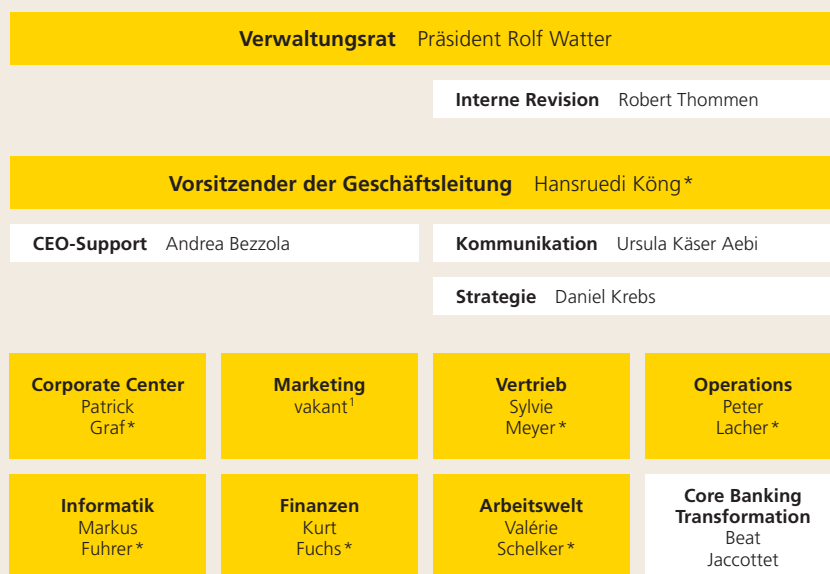 Verwaltungsrat Präsident Rolf Watter
Interne Revision Robert Thommen
Vorsitzender der Geschäftsleitung Hansruedi Köng*
CEO-Support Andrea Bezzola
Kommunikation Ursula Käser Aebi
Strategie Daniel Krebs
Corporate Center
Patrick
Graf*
Marketing
vakant¹
Vertrieb
Sylvie
Meyer*
Operations
Peter
Lacher*
Informatik
Markus
Fuhrer*
Finanzen
Kurt
Fuchs*
Arbeitswelt
Valérie
Schelker*
Core Banking
Transformation
Beat
Jaccottet